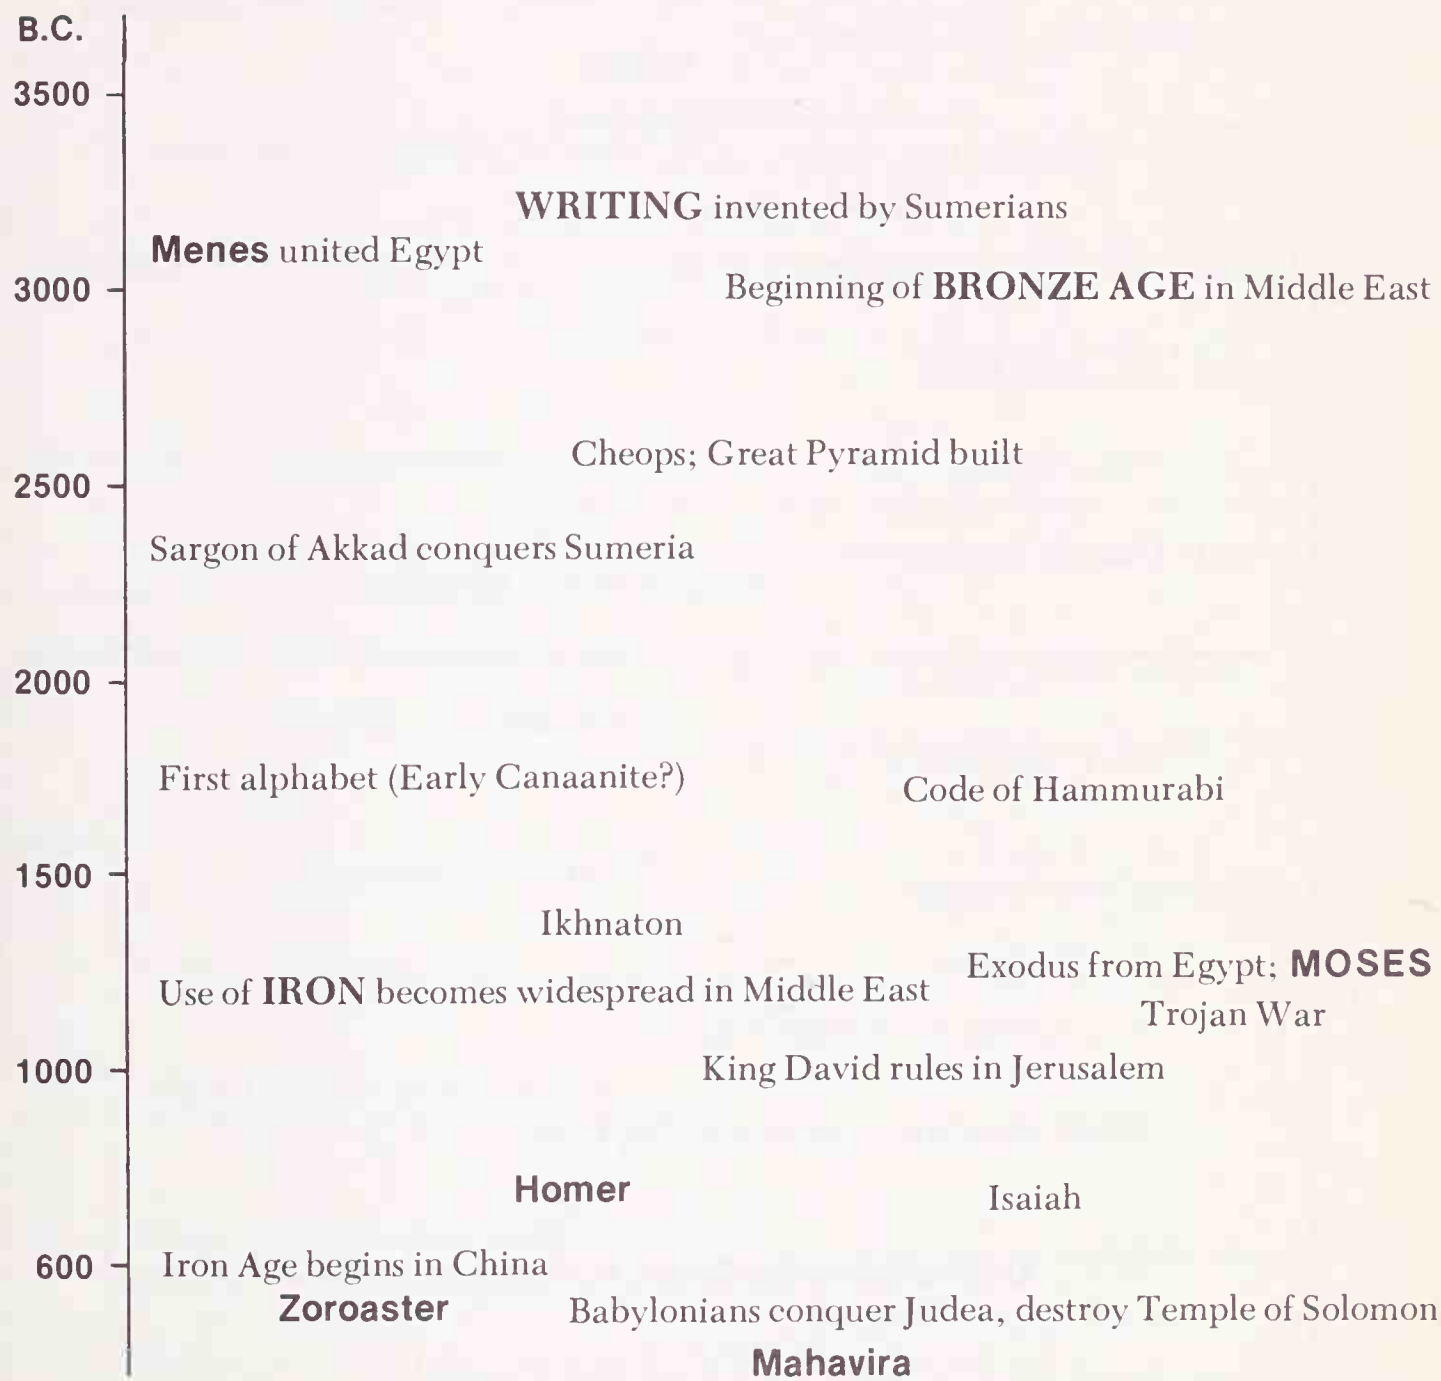 B.C.
3500
WRITING invented by Sumerians
Menes united Egypt
3000
Beginning of BRONZE AGE in Middle East
Cheops; Great Pyramid built
2500
Sargon of Akkad conquers Sumeria
2000
First alphabet (Early Canaanite?)
Code of Hammurabi
1500
Ikhnaton
Exodus from Egypt; MOSES
Use of IRON becomes widespread in Middle East
Trojan War
1000
King David rules in Jerusalem
Homer
Isaiah
600
Iron Age begins in China
Zoroaster
Babylonians conquer Judea, destroy Temple of Solomon
Mahavira